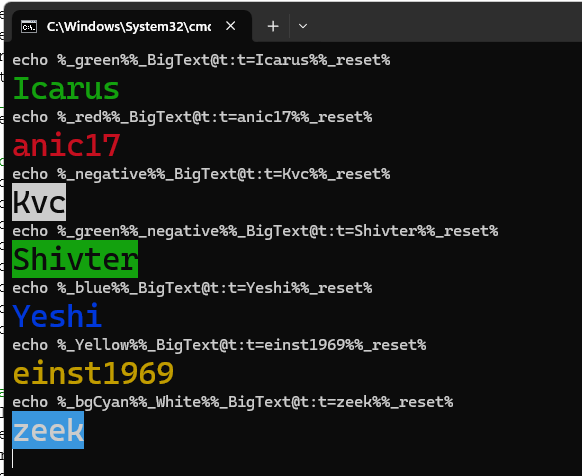 C:\Windows\System32\cmd
echo %_green%%_BigText@t:t=Icarus%%_reset%
Icarus
echo %_red%%_BigText@t:t=anic17%%_reset%
anic17
echo %_negative%%_BigText@t:t=Kvc%%_reset%
Kvc
echo %_green%%_negative%%_BigText@t:t=Shivter%%_reset%
Shivter
echo %_blue%%_BigText@t:t=Yeshi%%_reset%
Yeshi
echo %_Yellow%%_BigText@t:t=einst1969%%_reset%
einst1969
echo %_bgCyan%%_White%%_BigText@t:t=zeek%%_reset%
zeek